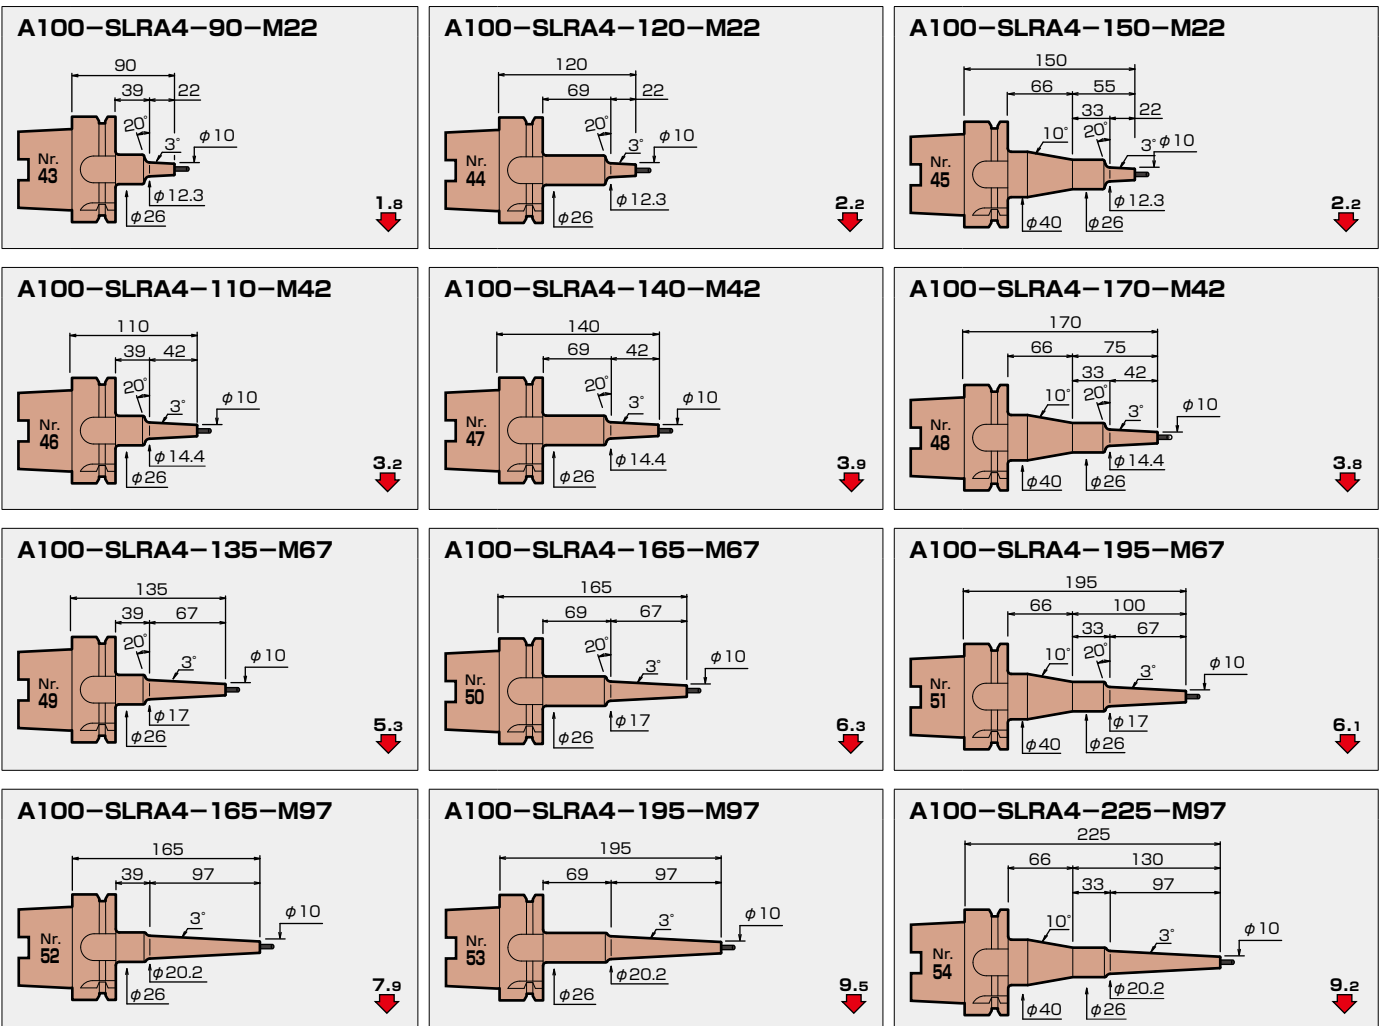 A100−SLRA4−90−M22
90
39 22
20°
3°
φ10
Nr.
43
φ12.3
φ26
1.8
A100−SLRA4−120−M22
120
69 22
20°
3°
φ10
Nr.
44
φ12.3
φ26
2.2
A100−SLRA4−150−M22
150
66 55
33 22
10°
20°
3°
φ10
Nr.
45
φ12.3
φ40 φ26
2.2
A100−SLRA4−110−M42
110
39 42
20°
3°
φ10
Nr.
46
φ14.4
φ26
3.2
A100−SLRA4−140−M42
140
69 42
20°
3°
φ10
Nr.
47
φ14.4
φ26
3.9
A100−SLRA4−170−M42
170
66 75
33 42
10°
20°
3°
φ10
Nr.
48
φ14.4
φ40 φ26
3.8
A100−SLRA4−135−M67
135
39 67
20°
3°
φ10
Nr.
49
φ17
φ26
5.3
A100−SLRA4−165−M67
165
69 67
20°
3°
φ10
Nr.
50
φ17
φ26
6.3
A100−SLRA4−195−M67
195
66 100
33 67
10°
20°
3°
φ10
Nr.
51
φ17
φ40 φ26
6.1
A100−SLRA4−165−M97
165
39 97
3°
φ10
Nr.
52
φ20.2
φ26
7.9
A100−SLRA4−195−M97
195
69 97
3°
φ10
Nr.
53
φ20.2
φ26
9.5
A100−SLRA4−225−M97
225
66 130
33 97
10°
3°
φ10
Nr.
54
φ20.2
φ40 φ26
9.2